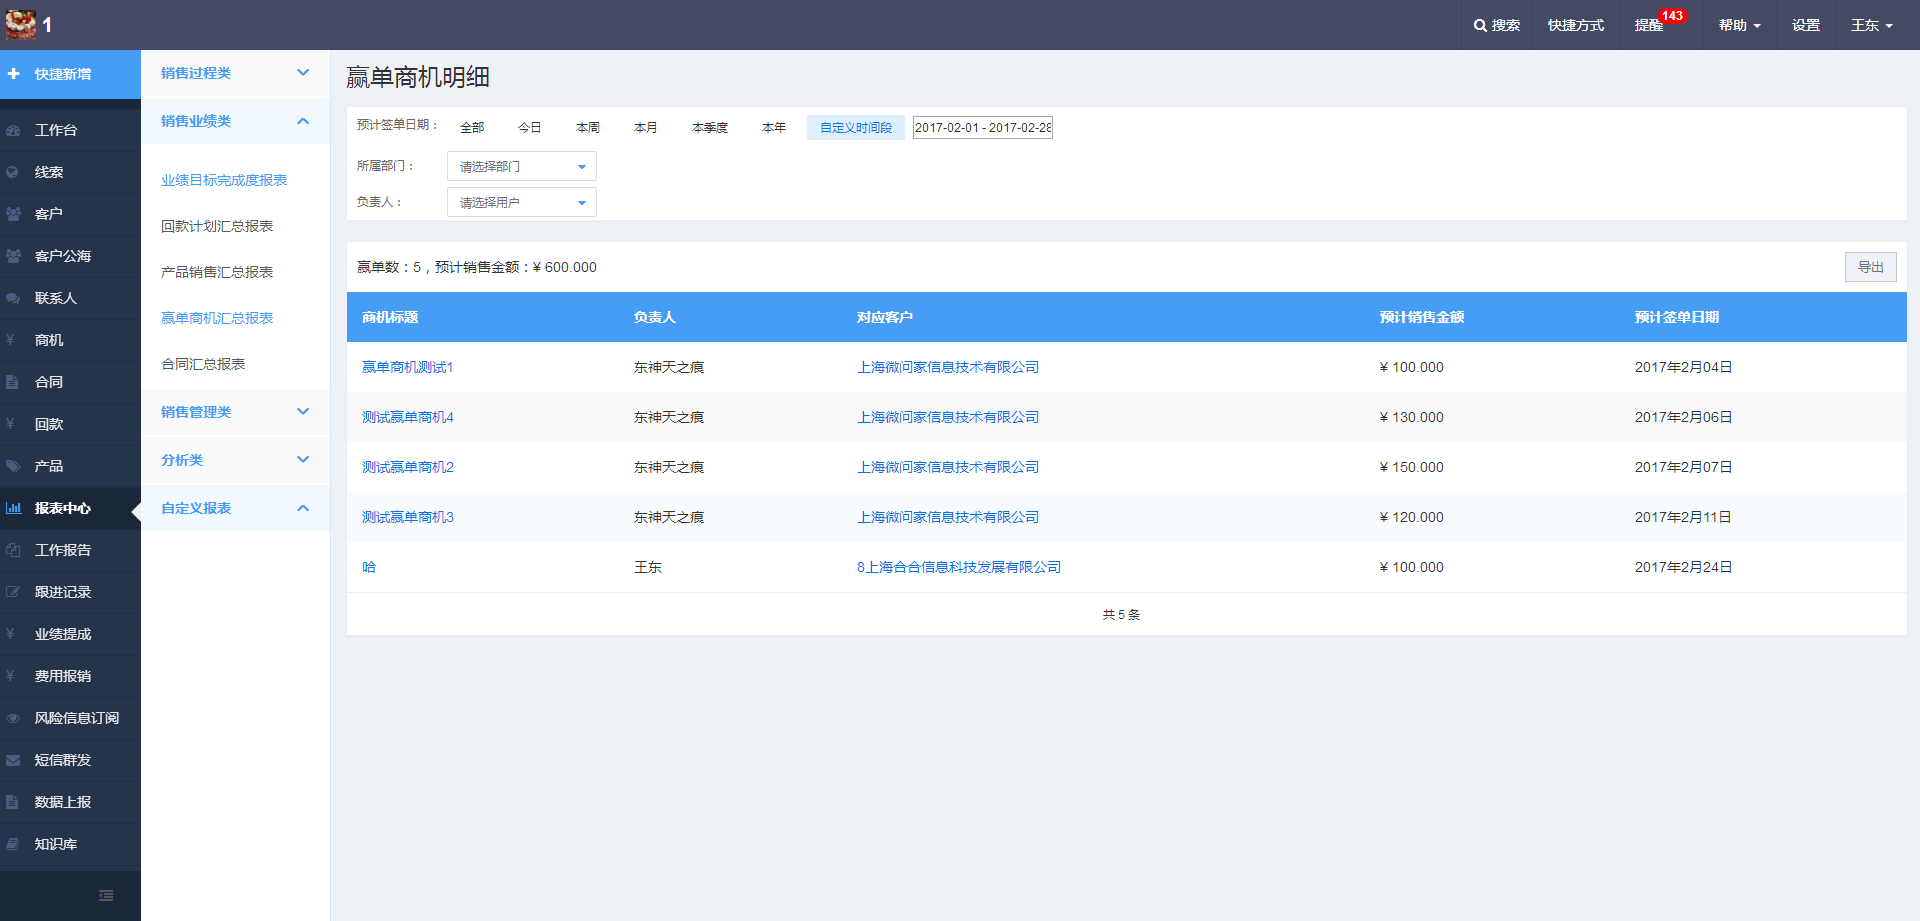 1
搜索 快捷方式 提醒 143 帮助 设置 王东
快捷新增
工作台
线索
客户
客户公海
联系人
商机
合同
回款
产品
报表中心
工作报告
跟进记录
业绩提成
费用报销
风险信息订阅
短信群发
数据上报
知识库
销售过程类
销售业绩类
业绩目标完成度报表
回款计划汇总报表
产品销售汇总报表
赢单商机汇总报表
合同汇总报表
销售管理类
分析类
自定义报表
赢单商机明细
预计签单日期： 全部 今日 本周 本月 本季度 本年 自定义时间段 2017-02-01 - 2017-02-28
所属部门： 请选择部门
负责人： 请选择用户
赢单数：5，预计销售金额：¥ 600.000 导出
商机标题 负责人 对应客户 预计销售金额 预计签单日期
赢单商机测试1 东神天之痕 上海微问家信息技术有限公司 ¥ 100.000 2017年2月04日
测试赢单商机4 东神天之痕 上海微问家信息技术有限公司 ¥ 130.000 2017年2月06日
测试赢单商机2 东神天之痕 上海微问家信息技术有限公司 ¥ 150.000 2017年2月07日
测试赢单商机3 东神天之痕 上海微问家信息技术有限公司 ¥ 120.000 2017年2月11日
哈 王东 8上海合合信息科技发展有限公司 ¥ 100.000 2017年2月24日
共 5 条